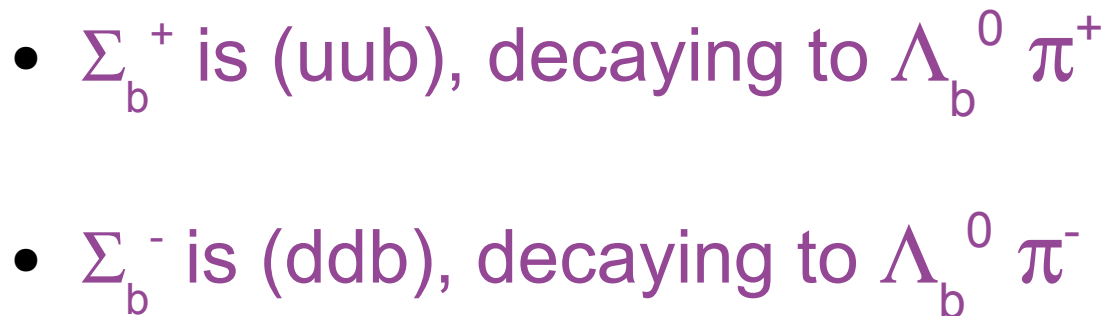 • Σb+ is (uub), decaying to Λb0 π+
• Σb- is (ddb), decaying to Λb0 π-